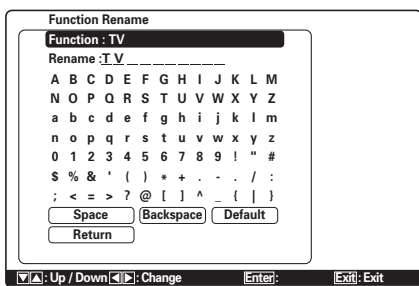 Function Rename
Function : TV
Rename :T V _ _ _ _ _ _ _ _
A B C D E F G H I J K L M
N O P Q R S T U V W X Y Z
a b c d e f g h i j k l m
n o p q r s t u v w x y z
0 1 2 3 4 5 6 7 8 9 ! " #
$ % & ' ( ) * + . - . / :
; < = > ? @ [ ] ^ _ { | }
Space Backspace Default
Return
▼▲: Up / Down ◀▶: Change Enter: Exit: Exit